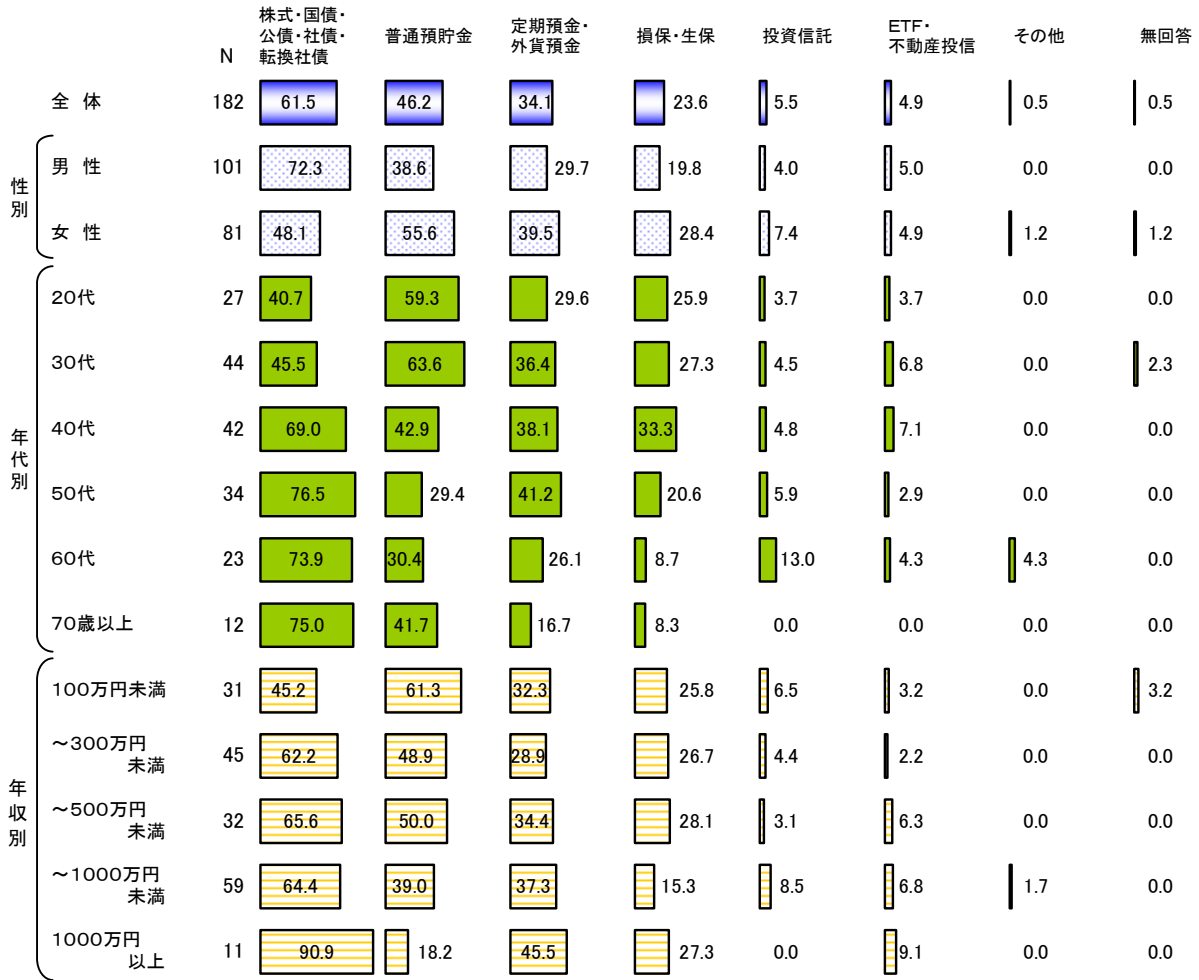 株式・国債・
公債・社債・
転換社債
普通預貯金
定期預金・
外貨預金
損保・生保
投資信託
ETF・
不動産投信
その他
無回答
N
全 体 182 61.5 46.2 34.1 23.6 5.5 4.9 0.5 0.5
性別
男 性 101 72.3 38.6 29.7 19.8 4.0 5.0 0.0 0.0
女 性 81 48.1 55.6 39.5 28.4 7.4 4.9 1.2 1.2
年代別
20代 27 40.7 59.3 29.6 25.9 3.7 3.7 0.0 0.0
30代 44 45.5 63.6 36.4 27.3 4.5 6.8 0.0 2.3
40代 42 69.0 42.9 38.1 33.3 4.8 7.1 0.0 0.0
50代 34 76.5 29.4 41.2 20.6 5.9 2.9 0.0 0.0
60代 23 73.9 30.4 26.1 8.7 13.0 4.3 4.3 0.0
70歳以上 12 75.0 41.7 16.7 8.3 0.0 0.0 0.0 0.0
年収別
100万円未満 31 45.2 61.3 32.3 25.8 6.5 3.2 0.0 3.2
～300万円
未満 45 62.2 48.9 28.9 26.7 4.4 2.2 0.0 0.0
～500万円
未満 32 65.6 50.0 34.4 28.1 3.1 6.3 0.0 0.0
～1000万円
未満 59 64.4 39.0 37.3 15.3 8.5 6.8 1.7 0.0
1000万円
以上 11 90.9 18.2 45.5 27.3 0.0 9.1 0.0 0.0